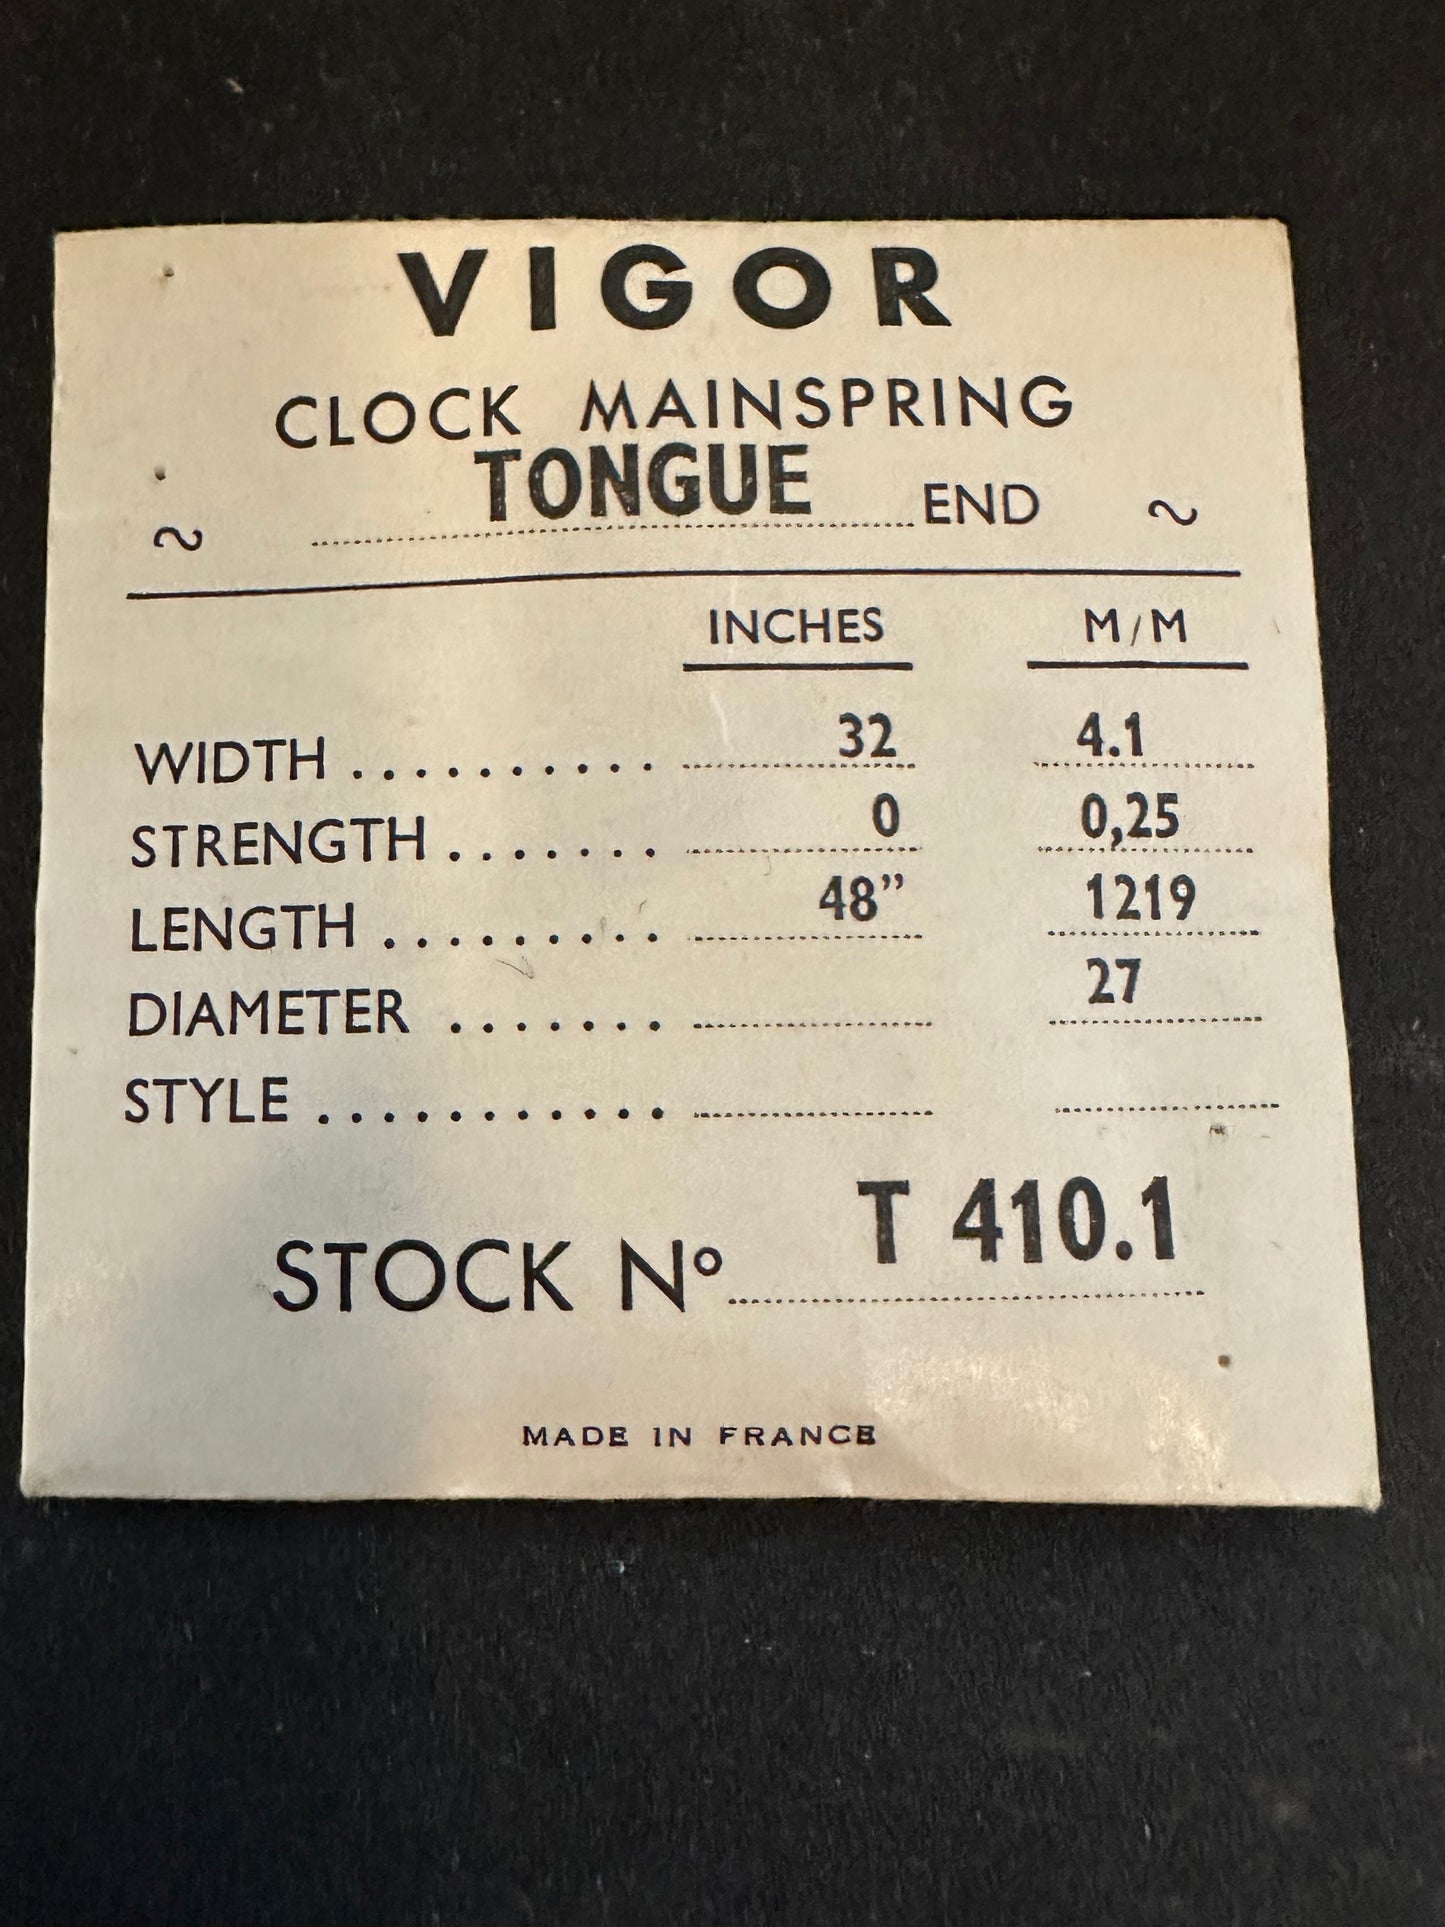 VIGOR
CLOCK MAINSPRING
~ TONGUE END ~
INCHES M/M
WIDTH .......... 32 4.1
STRENGTH ....... 0 0,25
LENGTH ......... 48” 1219
DIAMETER ....... 27
STYLE ............
STOCK Nº T 410.1
MADE IN FRANCE